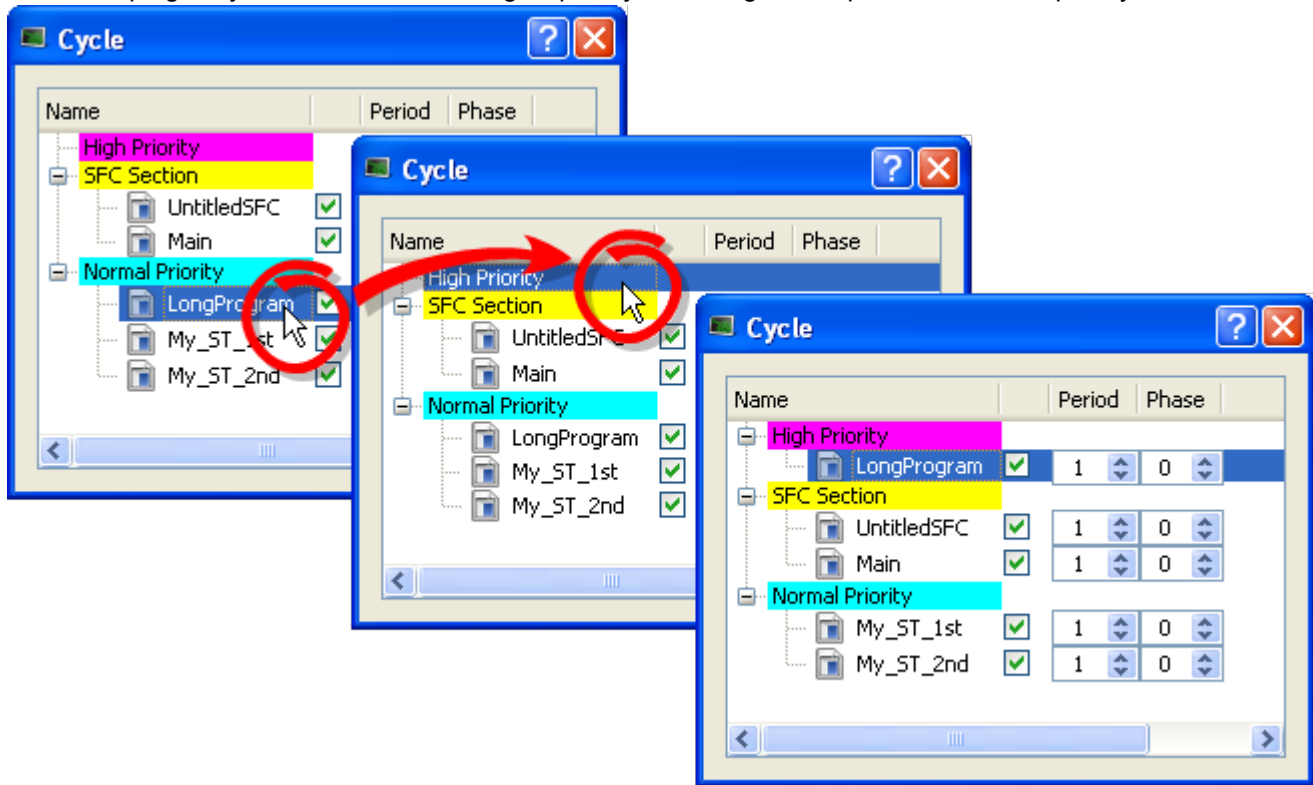 Cycle
Name Period Phase
High Priority
SFC Section
UntitledSFC
Main
Normal Priority
LongProgram
My_ST_1st
My_ST_2nd
Cycle
Name Period Phase
High Priority
SFC Section
UntitledSFC
Main
Normal Priority
LongProgram
My_ST_1st
My_ST_2nd
Cycle
Name Period Phase
High Priority
LongProgram 1 0
SFC Section
UntitledSFC 1 0
Main 1 0
Normal Priority
My_ST_1st 1 0
My_ST_2nd 1 0